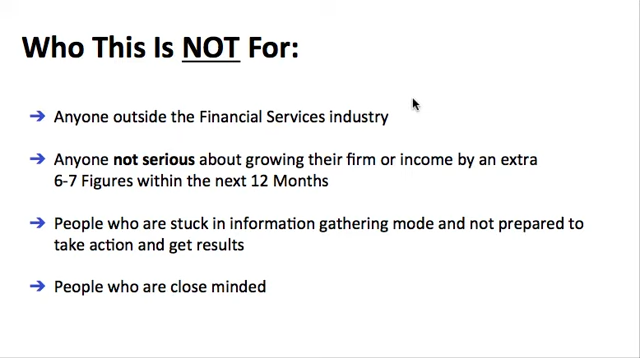 Who This Is NOT For:
➔ Anyone outside the Financial Services industry
➔ Anyone not serious about growing their firm or income by an extra
6-7 Figures within the next 12 Months
➔ People who are stuck in information gathering mode and not prepared to
take action and get results
➔ People who are close minded